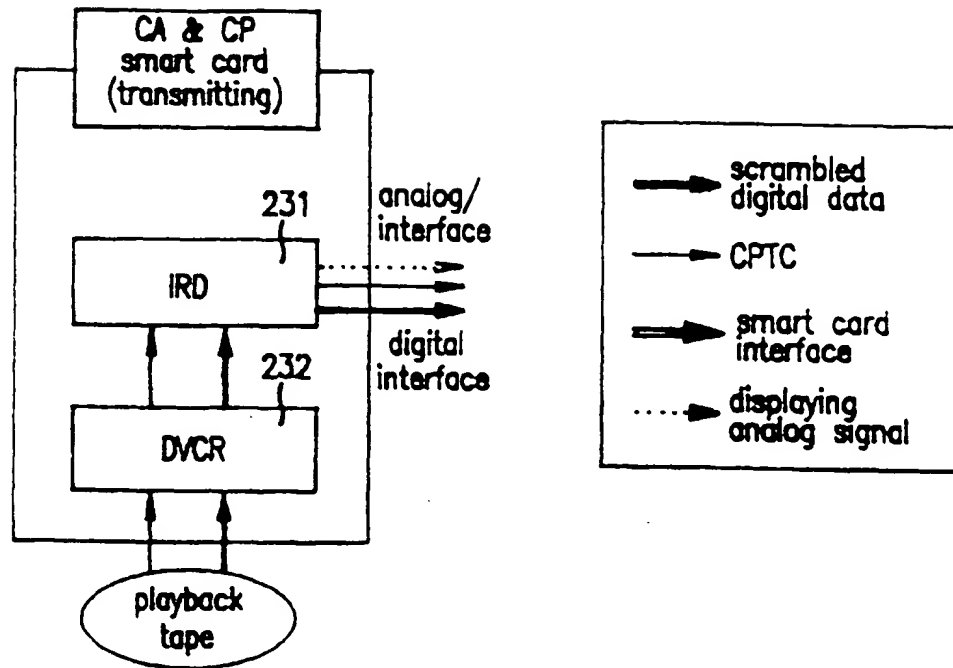 CA & CP
smart card
(transmitting)
231
analog/
interface
IRD
digital
interface
232
DVCR
playback
tape
scrambled
digital data
CPTC
smart card
interface
displaying
analog signal